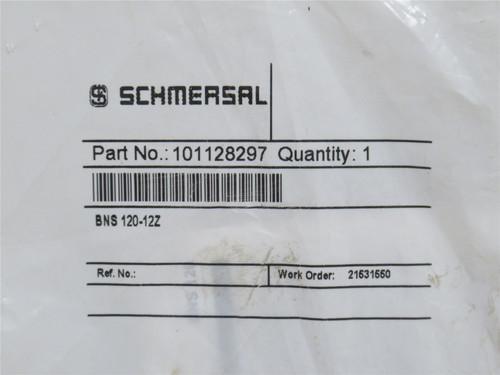 SCHMERSAL
Part No.: 101128297 Quantity: 1
BNS 120-12Z
Ref. No.: Work Order: 21531550